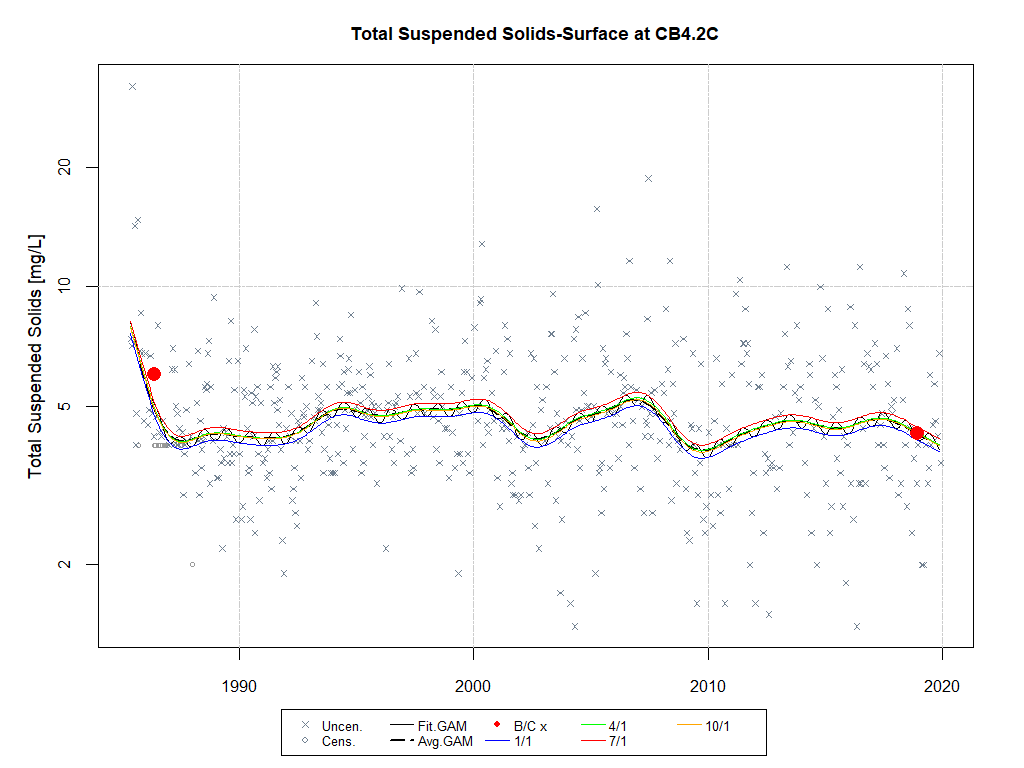 Total Suspended Solids-Surface at CB4.2C
Total Suspended Solids [mg/L]
20
10
5
2
1990 2000 2010 2020
Uncen. Fit.GAM B/C x 4/1 10/1
Cens. Avg.GAM 1/1 7/1